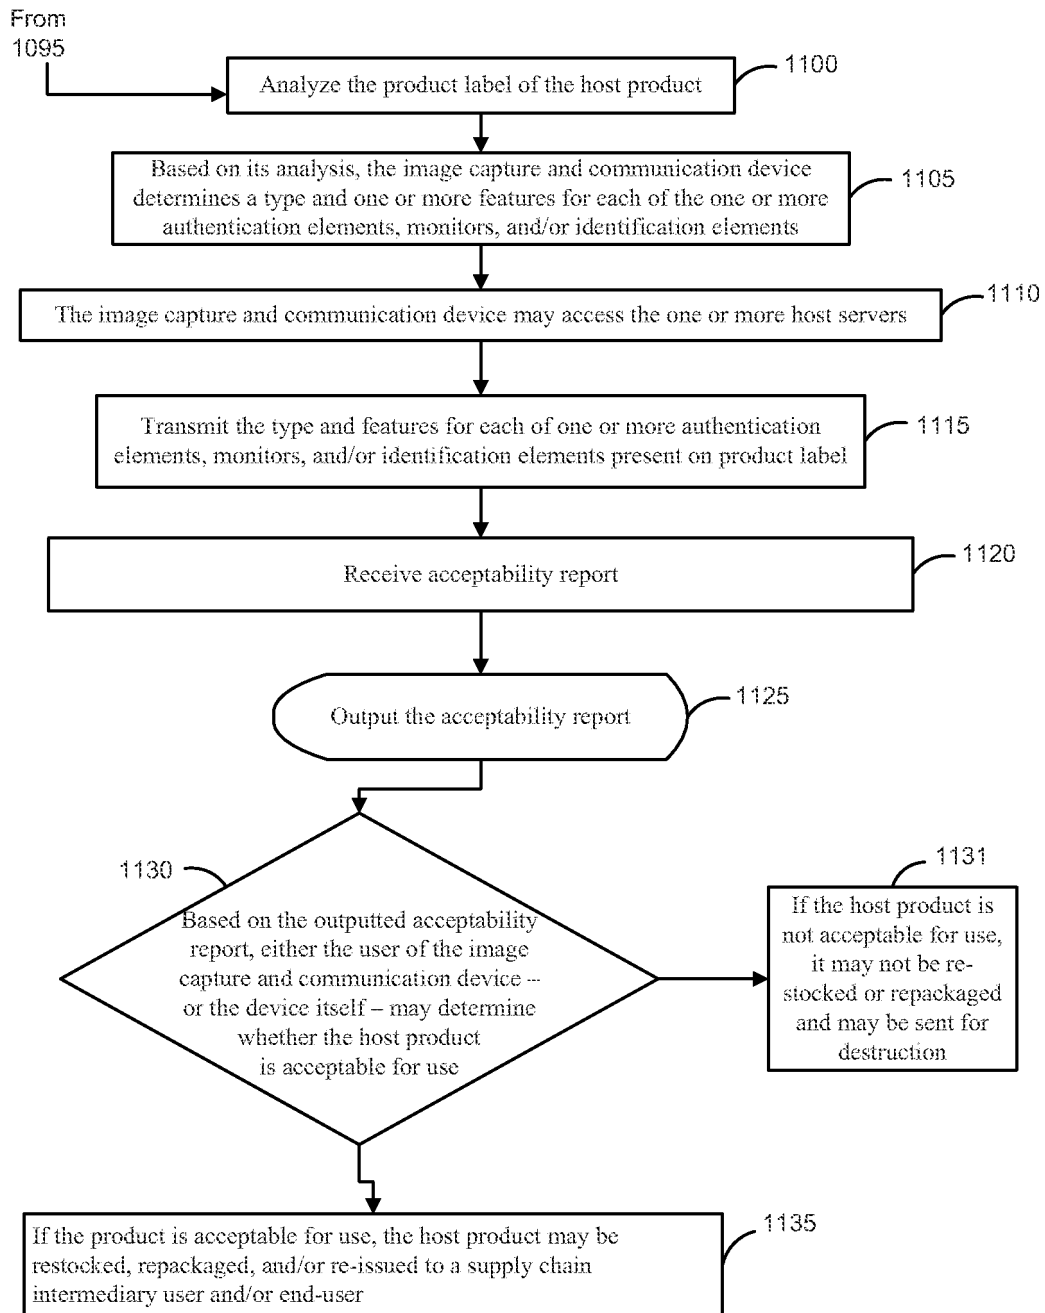 From
1095
1100
Analyze the product label of the host product
Based on its analysis, the image capture and communication device
determines a type and one or more features for each of the one or more
authentication elements, monitors, and/or identification elements
1105
1110
The image capture and communication device may access the one or more host servers
Transmit the type and features for each of one or more authentication
elements, monitors, and/or identification elements present on product label
1115
1120
Receive acceptability report
1125
Output the acceptability report
1130
Based on the outputted acceptability
report, either the user of the image
capture and communication device --
or the device itself – may determine
whether the host product
is acceptable for use
1131
If the host product is
not acceptable for use,
it may not be re-
stocked or repackaged
and may be sent for
destruction
1135
If the product is acceptable for use, the host product may be
restocked, repackaged, and/or re-issued to a supply chain
intermediary user and/or end-user